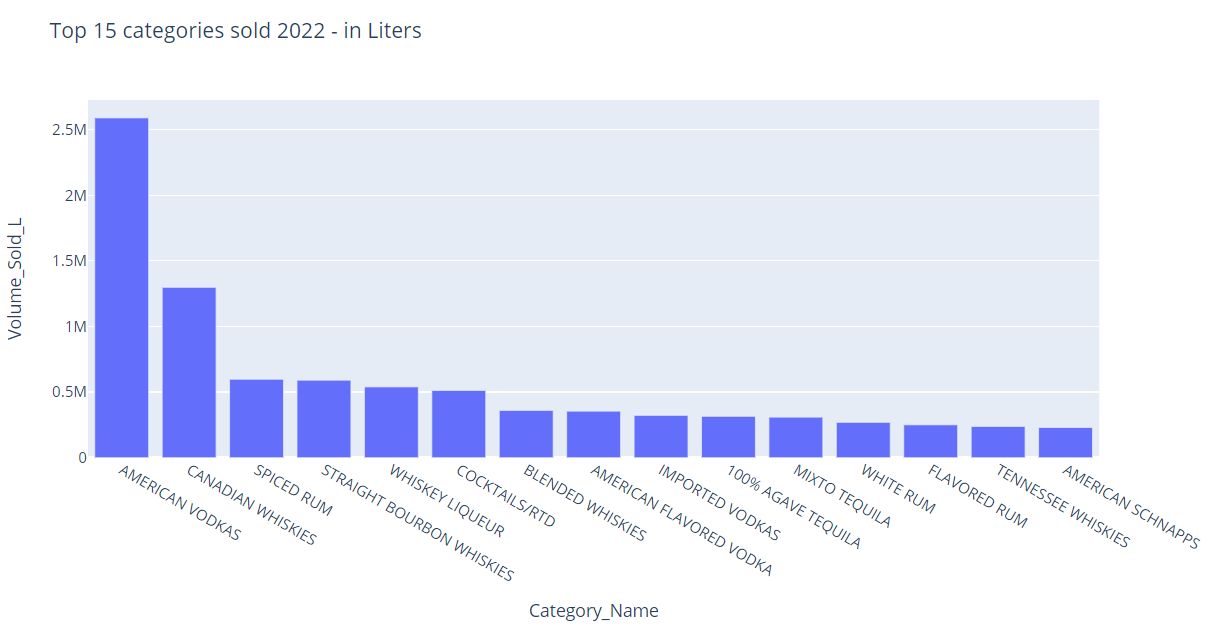 Top 15 categories sold 2022 - in Liters
Volume_Sold_L
2.5M
2M
1.5M
1M
0.5M
0
AMERICAN VODKAS
CANADIAN WHISKIES
SPICED RUM
STRAIGHT BOURBON WHISKIES
WHISKEY LIQUEUR
COCKTAILS/RTD
BLENDED WHISKIES
AMERICAN FLAVORED VODKA
IMPORTED VODKAS
100% AGAVE TEQUILA
MIXTO TEQUILA
WHITE RUM
FLAVORED RUM
TENNESSEE WHISKIES
AMERICAN SCHNAPPS
Category_Name